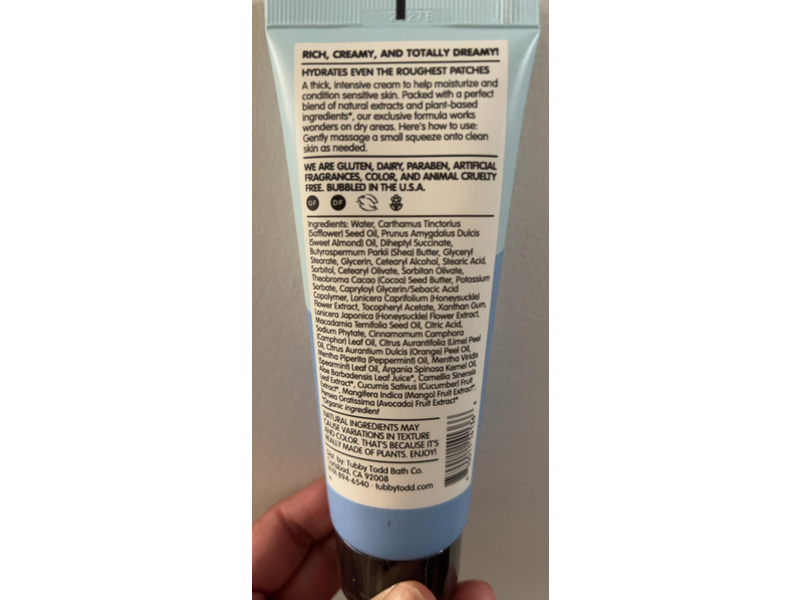 RICH, CREAMY, AND TOTALLY DREAMY!
HYDRATES EVEN THE ROUGHEST PATCHES
A thick, intensive cream to help moisturize and
condition sensitive skin. Packed with a perfect
blend of natural extracts and plant-based
ingredients*, our exclusive formula works
wonders on dry areas. Here's how to use:
Gently massage a small squeeze onto clean
skin as needed.
WE ARE GLUTEN, DAIRY, PARABEN, ARTIFICIAL
FRAGRANCES, COLOR, AND ANIMAL CRUELTY
FREE. BUBBLED IN THE U.S.A.
GF DF
Ingredients: Water, Carthamus Tinctorius
(Safflower) Seed Oil, Prunus Amygdalus Dulcis
(Sweet Almond) Oil, Diheptyl Succinate,
Butyrospermum Parkii (Shea) Butter, Glyceryl
Stearate, Glycerin, Cetearyl Alcohol, Stearic Acid,
Sorbitol, Cetearyl Olivate, Sorbitan Olivate,
Theobroma Cacao (Cocoa) Seed Butter, Potassium
Sorbate, Capryloyl Glycerin/Sebacic Acid
Copolymer, Lonicera Caprifolium (Honeysuckle)
Flower Extract, Tocopheryl Acetate, Xanthan Gum,
Lonicera Japonica (Honeysuckle) Flower Extract,
Macadamia Ternifolia Seed Oil, Citric Acid,
Sodium Phytate, Cinnamomum Camphora
(Camphor) Leaf Oil, Citrus Aurantifolia (Lime) Peel
Oil, Citrus Aurantium Dulcis (Orange) Peel Oil,
Mentha Piperita (Peppermint) Oil, Mentha Viridis
(Spearmint) Leaf Oil, Argania Spinosa Kernel Oil,
Aloe Barbadensis Leaf Juice*, Camellia Sinensis
Leaf Extract*, Cucumis Sativus (Cucumber) Fruit
Extract*, Mangifera Indica (Mango) Fruit Extract*,
Persea Gratissima (Avocado) Fruit Extract*
*Organic ingredient
NATURAL INGREDIENTS MAY
CAUSE VARIATIONS IN TEXTURE
AND COLOR. THAT'S BECAUSE IT'S
REALLY MADE OF PLANTS. ENJOY!
Dist. by: Tubby Todd Bath Co.
Carlsbad, CA 92008
894-6540 · tubbytodd.com